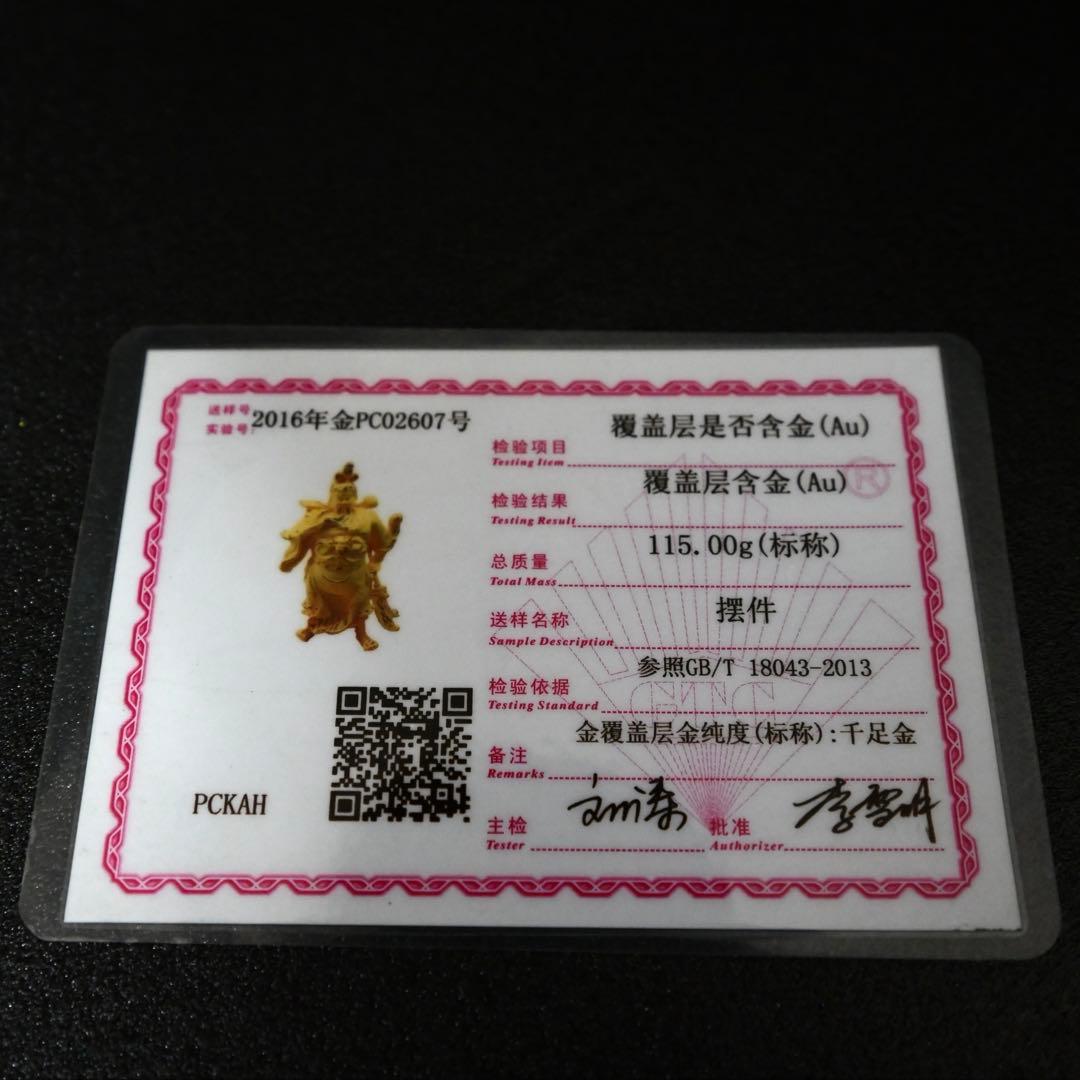 送样号
实验号:
2016年金PC02607号
检验项目 覆盖层是否含金(Au)
Testing Item
检验结果 覆盖层含金(Au)
Testing Result
总质量 115.00g(标称)
Total Mass
送样名称 摆件
Sample Description
检验依据 参照GB/T 18043-2013
Testing Standard
备注 金覆盖层金纯度(标称):千足金
Remarks
PCKAH
主检 批准
Tester Authorizer
®
GTC